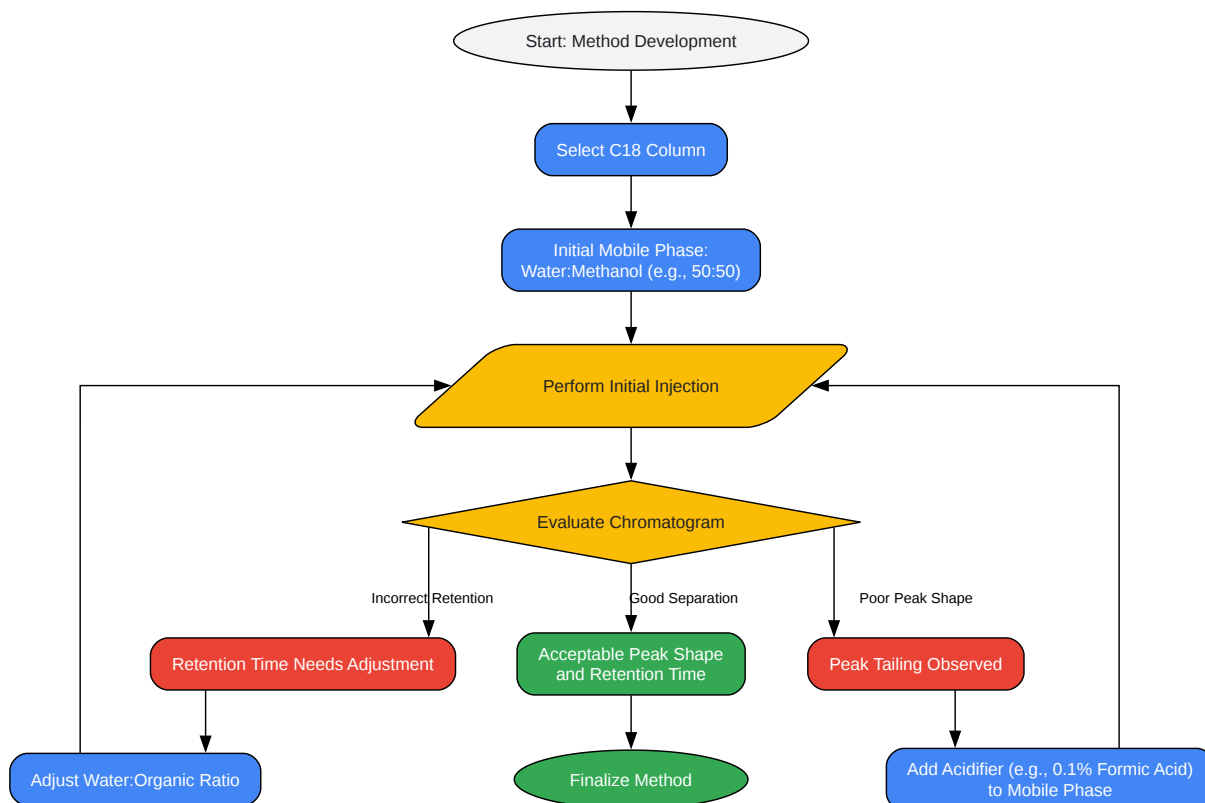 Start: Method Development
Select C18 Column
Initial Mobile Phase:
Water:Methanol (e.g., 50:50)
Perform Initial Injection
Evaluate Chromatogram
Incorrect Retention
Good Separation
Poor Peak Shape
Retention Time Needs Adjustment
Acceptable Peak Shape
and Retention Time
Peak Tailing Observed
Adjust Water:Organic Ratio
Finalize Method
Add Acidifier (e.g., 0.1% Formic Acid)
to Mobile Phase